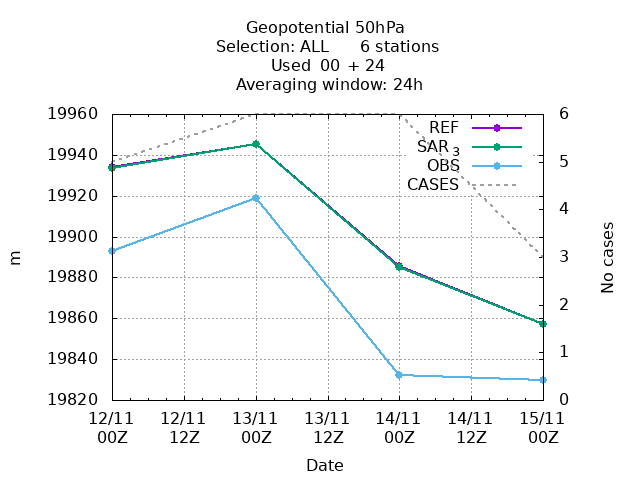 Geopotential 50hPa
Selection: ALL 6 stations
Used 00 + 24
Averaging window: 24h
19960
19940
19920
19900
19880
19860
19840
19820
m
6
5
4
3
2
1
0
No cases
REF
SAR 3
OBS
CASES
12/11 12/11 13/11 13/11 14/11 14/11 15/11
00Z 12Z 00Z 12Z 00Z 12Z 00Z
Date